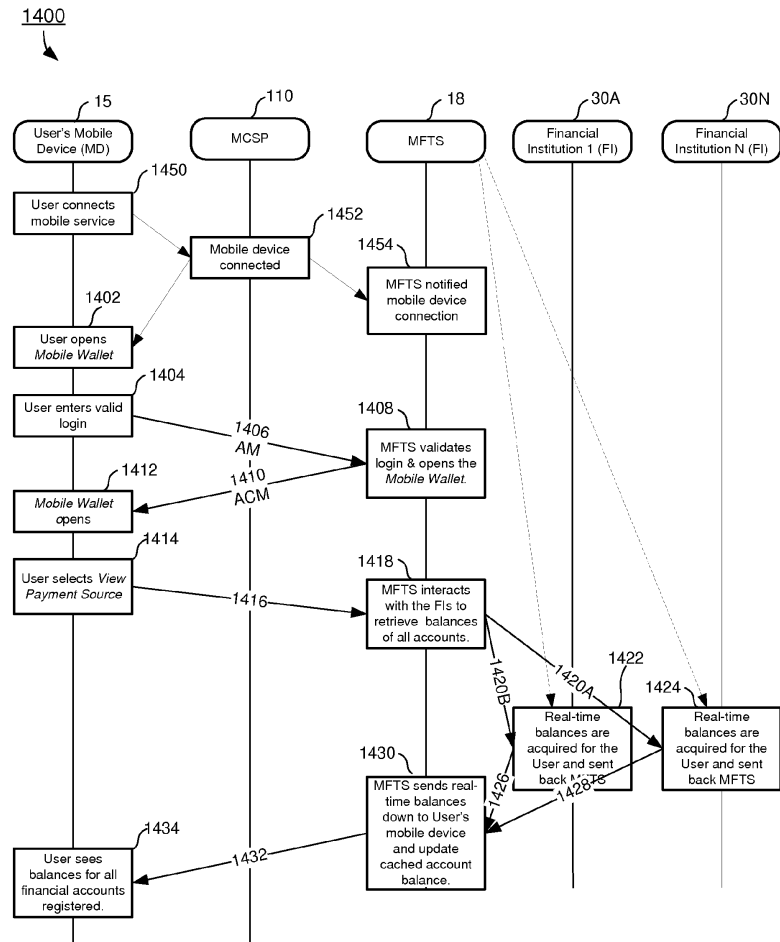 1400
15
110
18
30A
30N
User's Mobile
Device (MD)
MCSP
MFTS
Financial
Institution 1 (FI)
Financial
Institution N (FI)
1450
User connects
mobile service
1452
Mobile device
connected
1454
MFTS notified
mobile device
connection
1402
User opens
Mobile Wallet
1404
User enters valid
login
1406
AM
1408
MFTS validates
login & opens the
Mobile Wallet.
1410
ACM
1412
Mobile Wallet
opens
1414
User selects View
Payment Source
1416
1418
MFTS interacts
with the FIs to
retrieve balances
of all accounts.
1420B
1420A
1422
Real-time
balances are
acquired for the
User and sent
back MFTS
1424
Real-time
balances are
acquired for the
User and sent
back MFTS
1426
1428
1430
MFTS sends real-
time balances
down to User's
mobile device
and update
cached account
balance.
1432
1434
User sees
balances for all
financial accounts
registered.